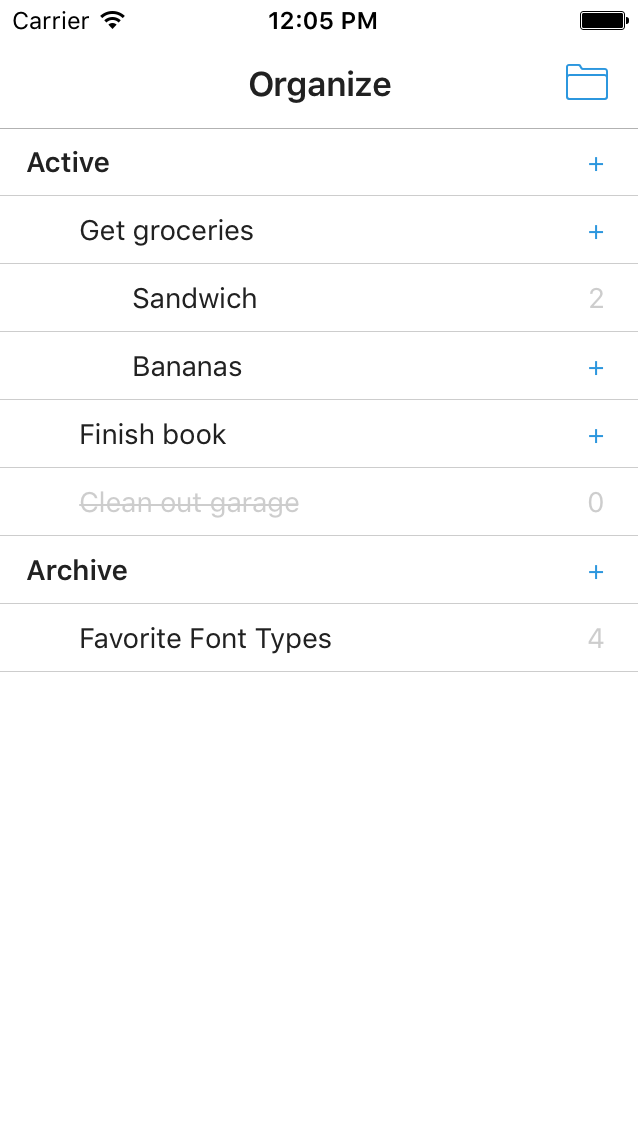 Carrier 12:05 PM
Organize
Active +
Get groceries +
Sandwich 2
Bananas +
Finish book +
Clean out garage 0
Archive +
Favorite Font Types 4